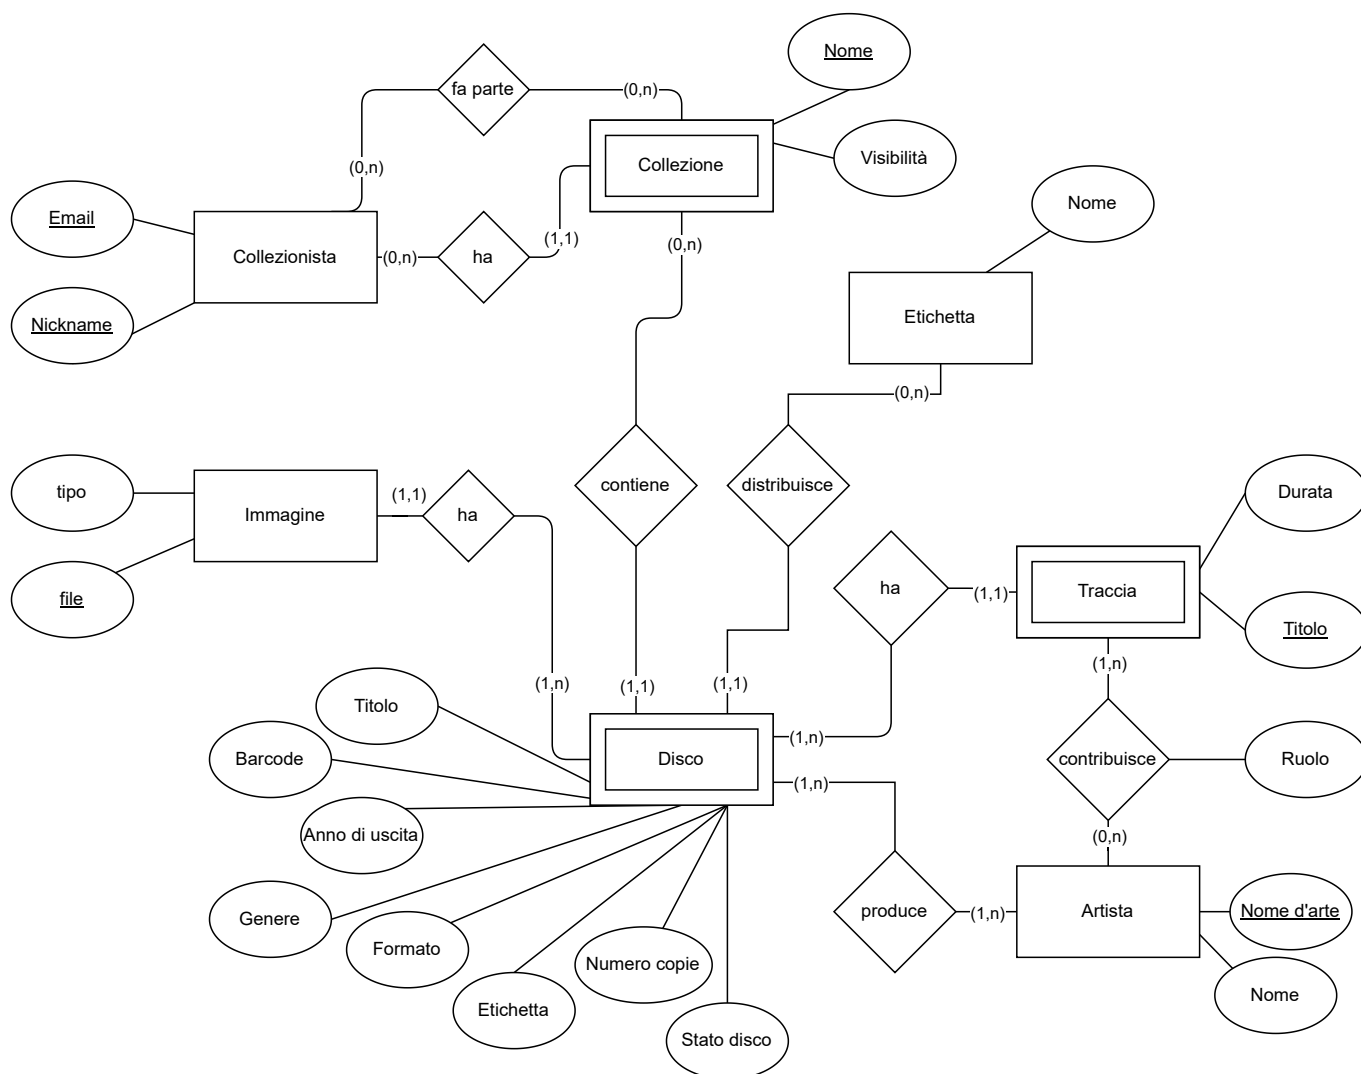 Nome
fa parte
(0,n)
Collezione
Visibilità
(0,n)
Nome
Email
(1,1)
(0,n)
Collezionista
(0,n)
ha
Etichetta
Nickname
(0,n)
Durata
contiene
distribuisce
tipo
(1,1)
Immagine
ha
ha
(1,1)
Traccia
file
Titolo
(1,n)
(1,n)
(1,1)
(1,1)
Titolo
(1,n)
Barcode
Disco
contribuisce
Ruolo
(1,n)
Anno di uscita
(0,n)
Genere
produce
(1,n)
Artista
Nome d'arte
Formato
Numero copie
Nome
Etichetta
Stato disco